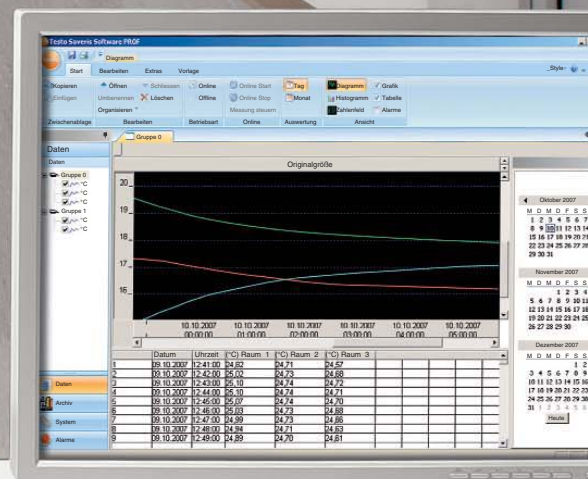 Testo Saveris Software PROF
Diagramm
Start Bearbeiten Extras Vorlage Style
Kopieren Öffnen Schliessen Online Online Start Tag Diagramm Grafik
Einfügen Umbenennen Löschen Offline Online Stop Monat Histogramm Tabelle
Organisieren Messung steuern Zahlenfeld Alarme
Zwischenablage Bearbeiten Betriebsart Online Auswertung Ansicht
Daten
Gruppe 0
Daten
Gruppe 0
°C
°C
°C
Gruppe 1
°C
°C
Originalgröße
20
19
18
17
16
10.10.2007 10.10.2007 10.10.2007 10.10.2007 10.10.2007 10.10.2007
00:00:00 01:00:00 02:00:00 03:00:00 04:00:00 05:00:00
Datum Uhrzeit (°C) Raum 1 (°C) Raum 2 (°C) Raum 3
1 09.10.2007 12:41:00 24,82 24,71 24,57
2 09.10.2007 12:42:00 25,02 24,73 24,68
3 09.10.2007 12:43:00 25,10 24,74 24,72
4 09.10.2007 12:44:00 25,10 24,74 24,71
5 09.10.2007 12:45:00 25,07 24,74 24,70
6 09.10.2007 12:46:00 25,03 24,73 24,68
7 09.10.2007 12:47:00 24,99 24,73 24,66
8 09.10.2007 12:48:00 24,94 24,71 24,63
9 09.10.2007 12:49:00 24,89 24,70 24,61
Daten
Archiv
System
Alarme
Oktober 2007
M D M D F S S
1 2 3 4 5 6 7
8 9 10 11 12 13 14
15 16 17 18 19 20 21
22 23 24 25 26 27 28
29 30 31
November 2007
M D M D F S S
1 2 3 4
5 6 7 8 9 10 11
12 13 14 15 16 17 18
19 20 21 22 23 24 25
26 27 28 29 30
Dezember 2007
M D M D F S S
1 2
3 4 5 6 7 8 9
10 11 12 13 14 15 16
17 18 19 20 21 22 23
24 25 26 27 28 29 30
31 1 2 3 4 5 6
Heute